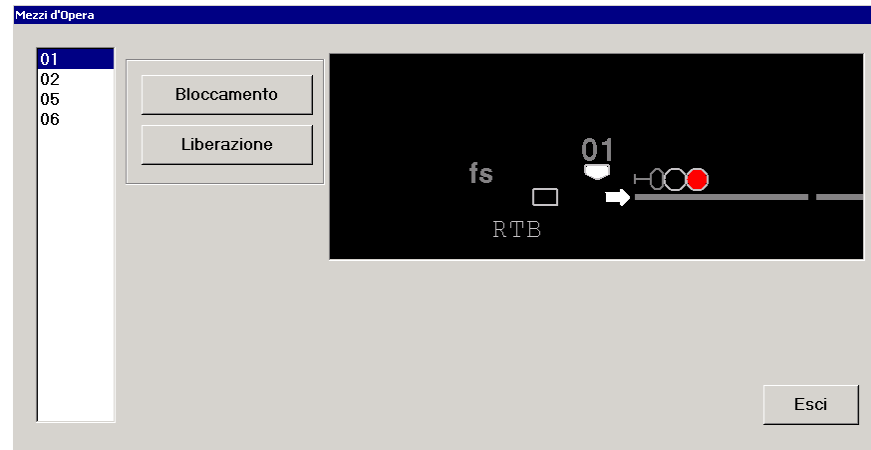 Mezzi d'Opera
01
02
05
06
Bloccamento
Liberazione
01
fs
RTB
Esci